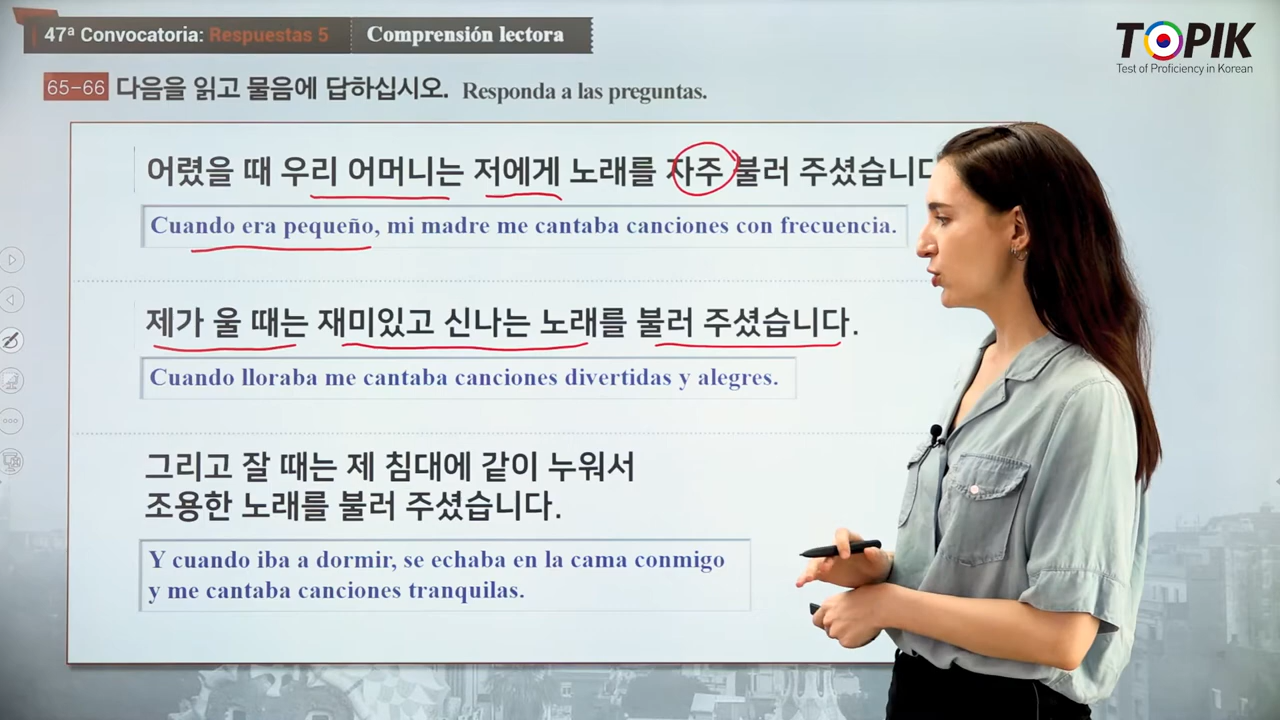 47ª Convocatoria: Respuestas 5 Comprensión lectora
TOPIK
Test of Proficiency in Korean
65-66 다음을 읽고 물음에 답하십시오. Responda a las preguntas.
어렸을 때 우리 어머니는 저에게 노래를 자주 불러 주셨습니다
Cuando era pequeño, mi madre me cantaba canciones con frecuencia.
제가 울 때는 재미있고 신나는 노래를 불러 주셨습니다.
Cuando lloraba me cantaba canciones divertidas y alegres.
그리고 잘 때는 제 침대에 같이 누워서
조용한 노래를 불러 주셨습니다.
Y cuando iba a dormir, se echaba en la cama conmigo
y me cantaba canciones tranquilas.